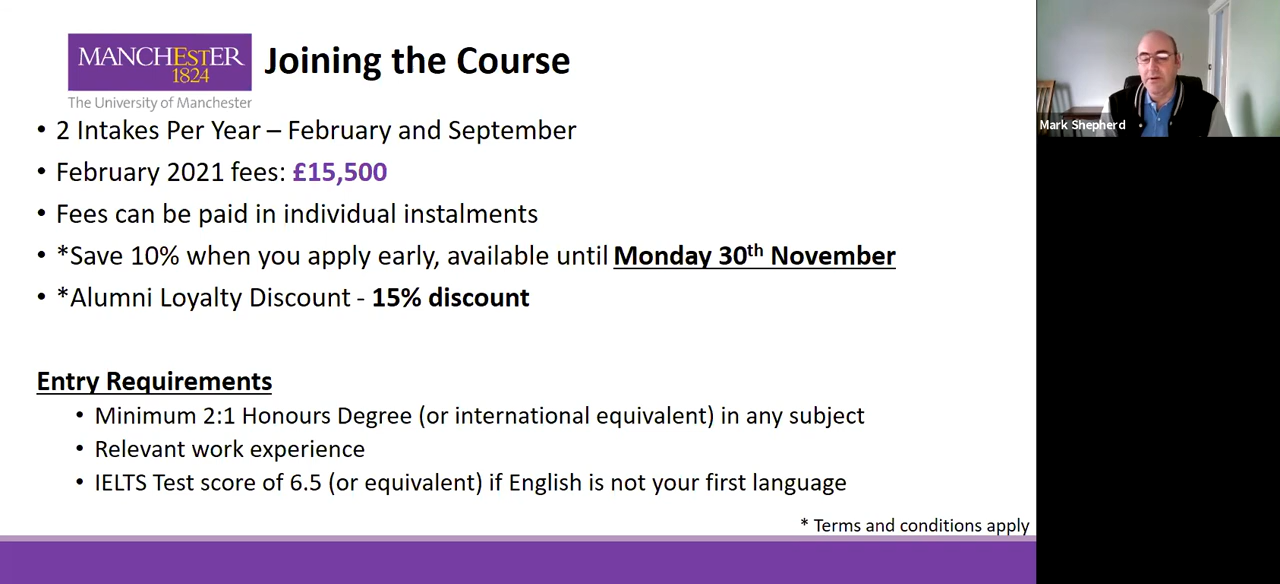 MANCHESTER
1824
The University of Manchester
Joining the Course
• 2 Intakes Per Year – February and September
• February 2021 fees: £15,500
• Fees can be paid in individual instalments
• *Save 10% when you apply early, available until Monday 30th November
• *Alumni Loyalty Discount - 15% discount
Entry Requirements
• Minimum 2:1 Honours Degree (or international equivalent) in any subject
• Relevant work experience
• IELTS Test score of 6.5 (or equivalent) if English is not your first language
* Terms and conditions apply
Mark Shepherd